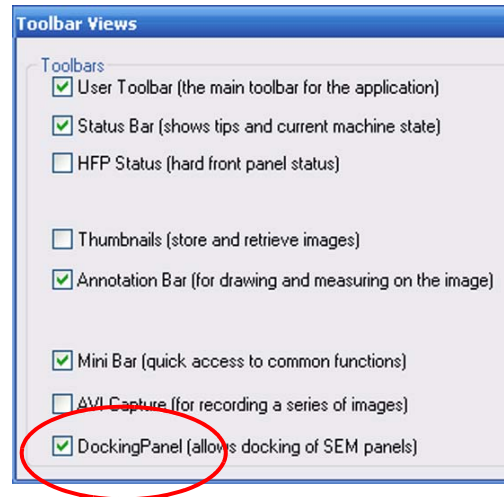 Toolbar Views
Toolbars
User Toolbar (the main toolbar for the application)
Status Bar (shows tips and current machine state)
HFP Status (hard front panel status)
Thumbnails (store and retrieve images)
Annotation Bar (for drawing and measuring on the image)
Mini Bar (quick access to common functions)
AVI Capture (for recording a series of images)
DockingPanel (allows docking of SEM panels)